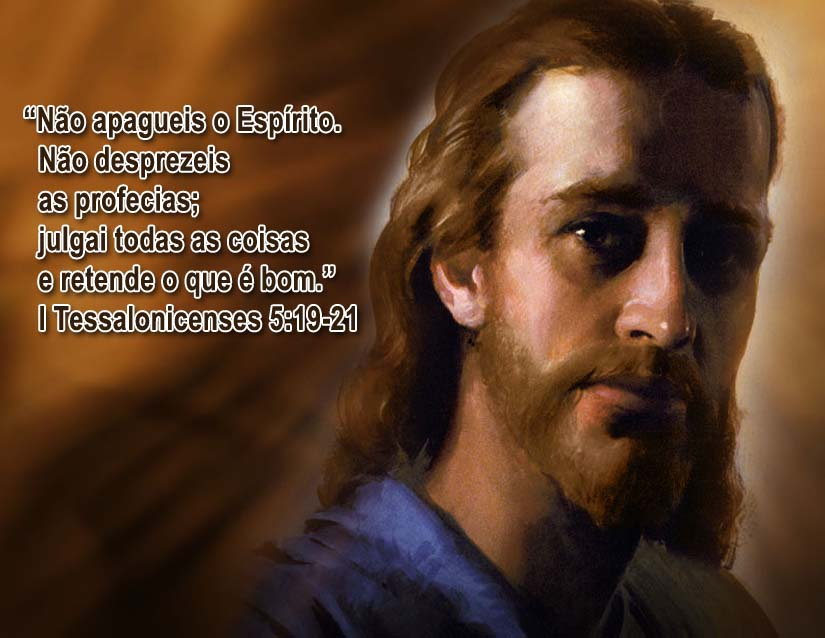 “Não apagueis o Espírito.
Não desprezeis
as profecias;
julgai todas as coisas
e retende o que é bom.”
I Tessalonicenses 5:19-21